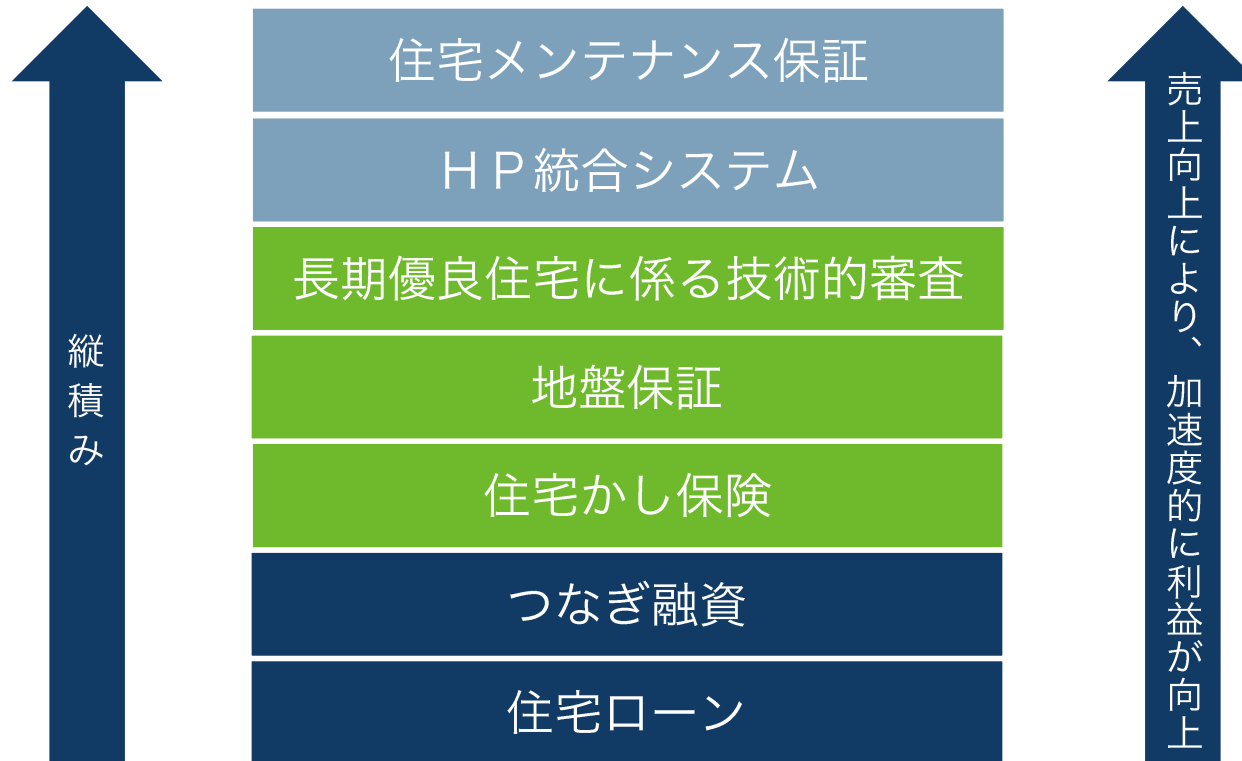 縦積み
住宅メンテナンス保証
ＨＰ統合システム
長期優良住宅に係る技術的審査
地盤保証
住宅かし保険
つなぎ融資
住宅ローン
売上向上により、加速度的に利益が向上